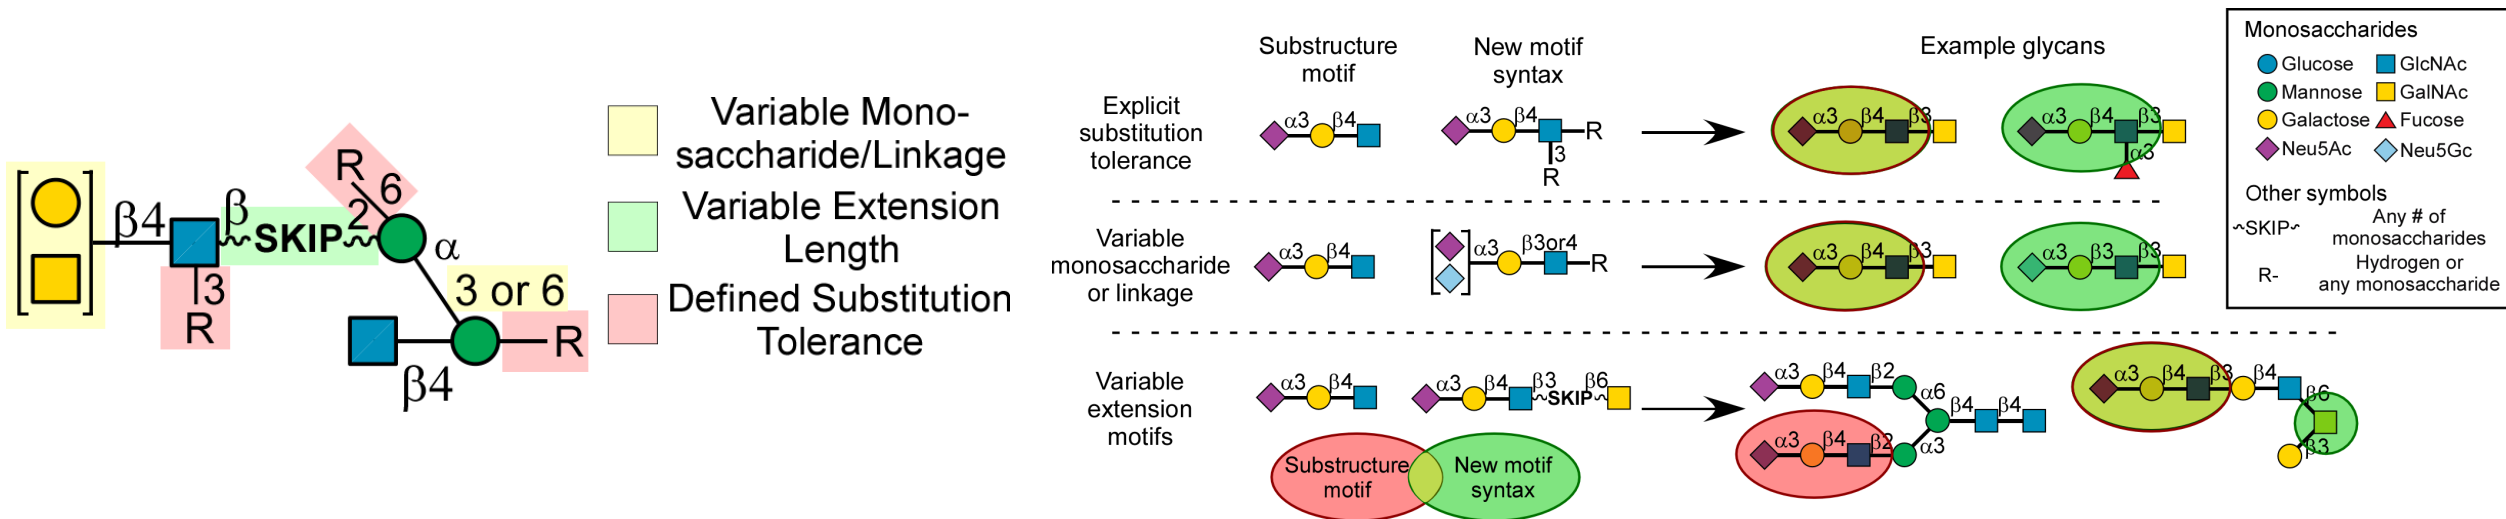 β4
β
SKIP
2
R
6
3
R
α
3 or 6
β4
R
Variable Mono-
saccharide/Linkage
Variable Extension
Length
Defined Substitution
Tolerance
Substructure
motif
New motif
syntax
Example glycans
Explicit
substitution
tolerance
α3 β4
α3 β4
R
3
R
α3 β4 β3
α3 β4 β3
α3
Variable
monosaccharide
or linkage
α3 β4
α3 β3or4
R
α3 β4 β3
α3 β3 β3
Variable
extension
motifs
α3 β4
α3 β4 β3 SKIP β6
α3 β4 β2
α6
β4 β4
α3 β4 β2
α3
α3 β4 β3 β4
β6
β3
Substructure
motif
New motif
syntax
Monosaccharides
Glucose GlcNAc
Mannose GalNAc
Galactose Fucose
Neu5Ac Neu5Gc
Other symbols
~SKIP~ Any # of
monosaccharides
R- Hydrogen or
any monosaccharide